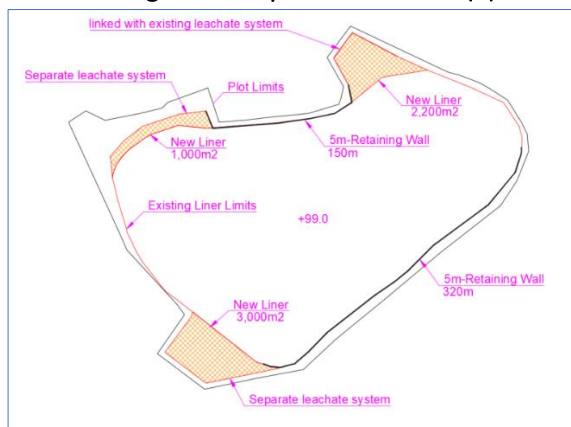 linked with existing leachate system
Separate leachate system
Plot Limits
New Liner
2,200m2
New Liner
1,000m2
5m-Retaining Wall
150m
Existing Liner Limits
+99.0
5m-Retaining Wall
320m
New Liner
3,000m2
Separate leachate system